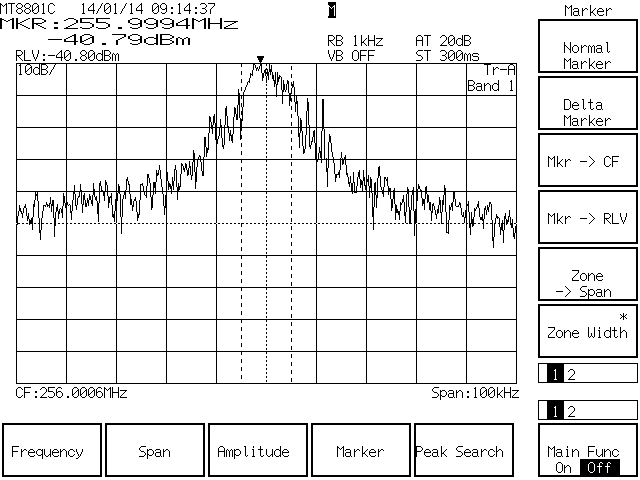 MT8801C 14/01/14 09:14:37
MKR:255.9994MHz
-40.79dBm
RLV:-40.80dBm
RB 1kHz AT 20dB
VB OFF ST 300ms
10dB/
Tr-A
Band 1
CF:256.0006MHz Span:100kHz
Marker
Normal
Marker
Delta
Marker
Mkr -> CF
Mkr -> RLV
Zone
-> Span
*
Zone Width
1 2
1 2
Main Func
On Off
Frequency Span Amplitude Marker Peak Search